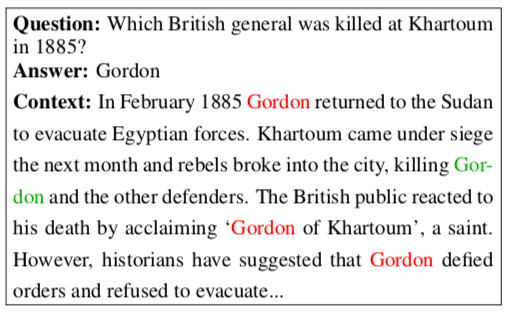 Question: Which British general was killed at Khartoum
in 1885?
Answer: Gordon
Context: In February 1885 Gordon returned to the Sudan
to evacuate Egyptian forces. Khartoum came under siege
the next month and rebels broke into the city, killing Gor-
don and the other defenders. The British public reacted to
his death by acclaiming ‘Gordon of Khartoum’, a saint.
However, historians have suggested that Gordon defied
orders and refused to evacuate...